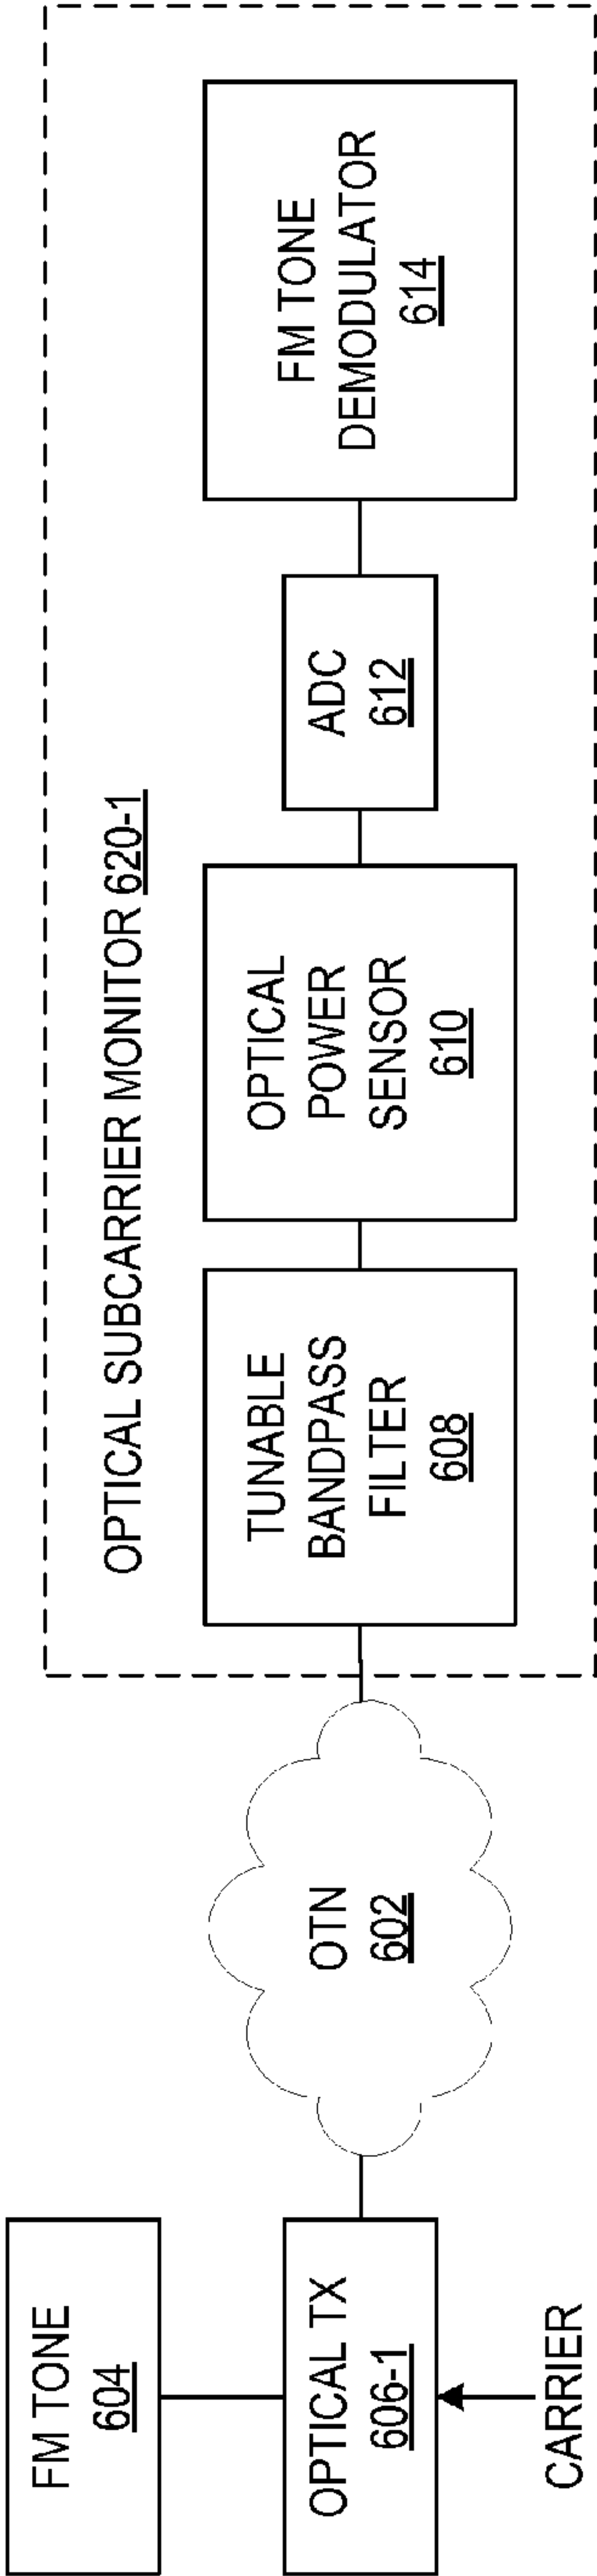 FM TONE
604
OPTICAL TX
606-1
CARRIER
OTN
602
OPTICAL SUBCARRIER MONITOR 620-1
TUNABLE
BANDPASS
FILTER
608
OPTICAL
POWER
SENSOR
610
ADC
612
FM TONE
DEMODULATOR
614